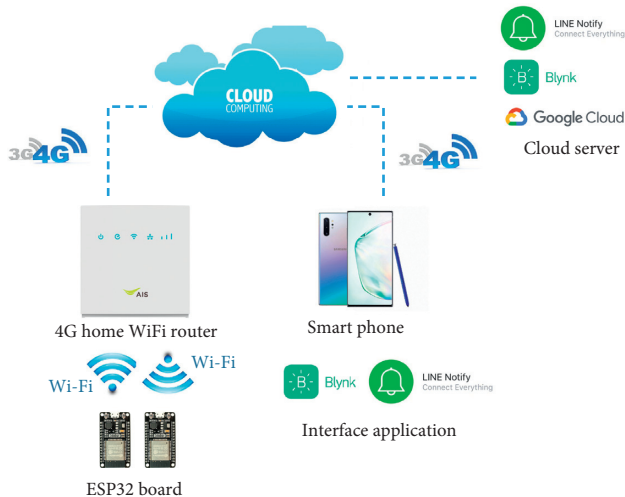 LINE Notify
Connect Everything
B
Blynk
Google Cloud
Cloud server
CLOUD
COMPUTING
3G4G
3G4G
AIS
4G home WiFi router
Smart phone
Wi-Fi
Wi-Fi
B
Blynk
LINE Notify
Connect Everything
Interface application
ESP32 board